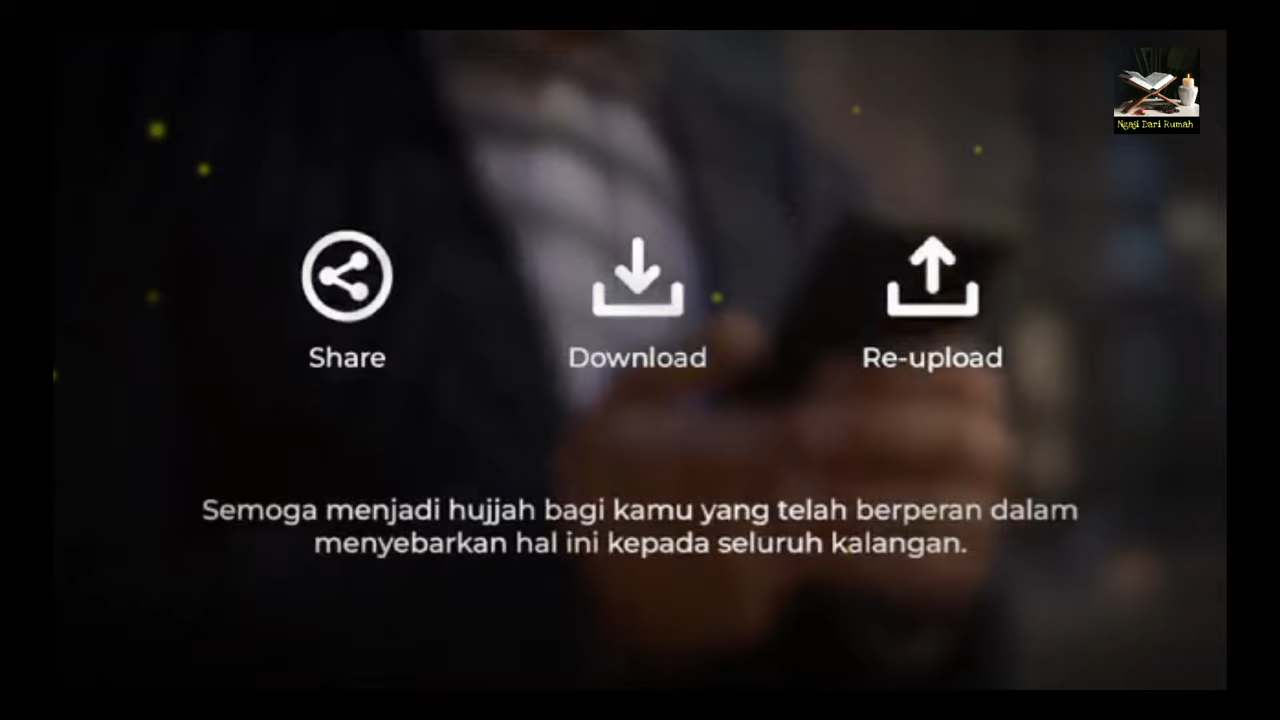 Ngaji Dari Rumah
Share
Download
Re-upload
Semoga menjadi hujjah bagi kamu yang telah berperan dalam
menyebarkan hal ini kepada seluruh kalangan.